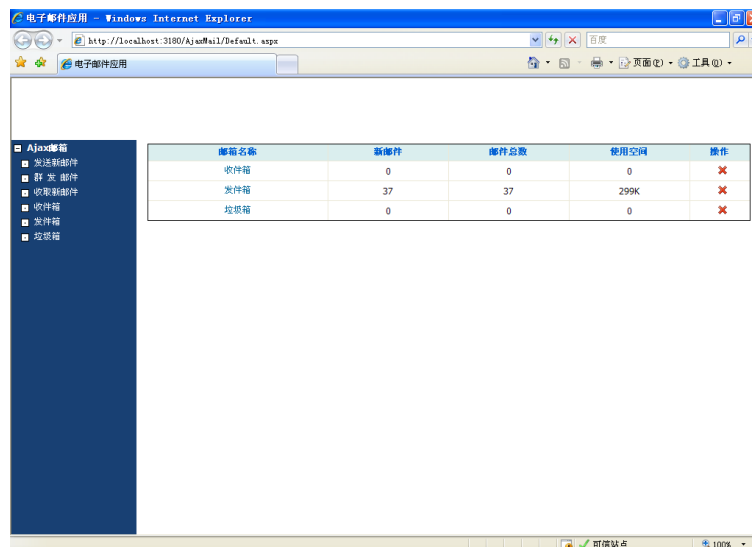 电子邮件应用 - Windows Internet Explorer
http://localhost:3180/AjaxMail/Default.aspx
百度
电子邮件应用
页面(P)
工具(O)
Ajax邮箱
发送新邮件
群 发 邮件
收取新邮件
收件箱
发件箱
垃圾箱
邮箱名称 新邮件 邮件总数 使用空间 操作
收件箱 0 0 0
发件箱 37 37 299K
垃圾箱 0 0 0
可信站点 100%